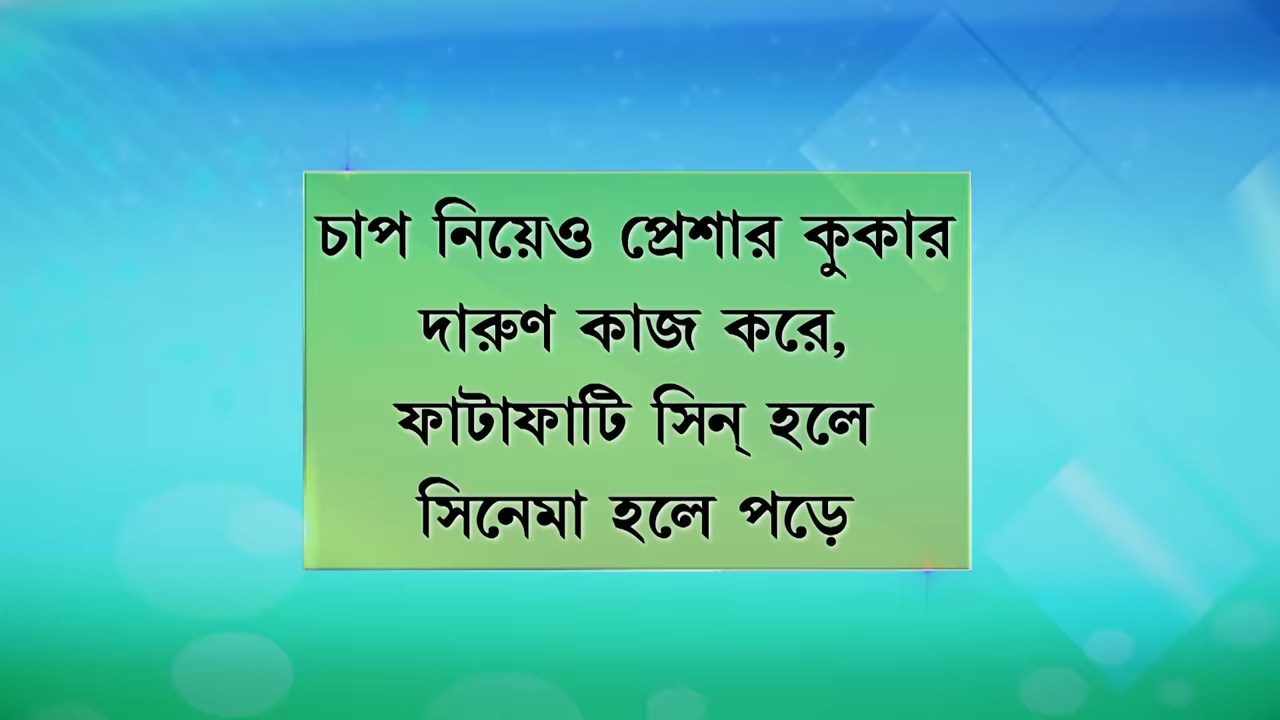 চাপ নিয়েও প্রেশার কুকার
দারুণ কাজ করে,
ফাটাফাটি সিন্ হলে
সিনেমা হলে পড়ে